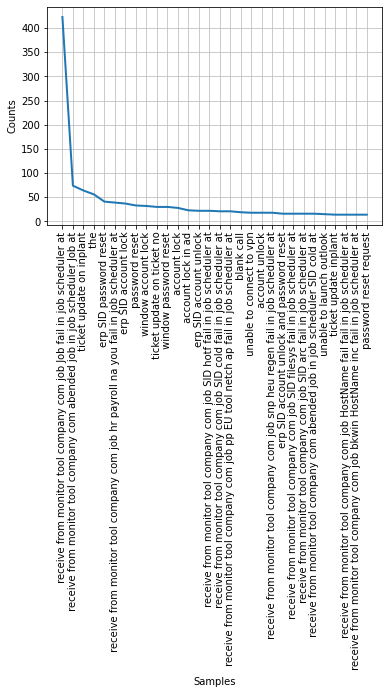 400
350
300
250
200
150
100
50
0
Counts
receive from monitor tool company com job job fail in job scheduler at
receive from monitor tool company com abended job in job scheduler job at
ticket update on inplant
the
erp SID password reset
receive from monitor tool company com job hr payroll na you fail in job scheduler at
erp SID account lock
password reset
window account lock
ticket update on ticket no
window password reset
account lock
account lock in ad
erp SID account unlock
receive from monitor tool company com job SID hotf fail in job scheduler at
receive from monitor tool company com job SID cold fail in job scheduler at
receive from monitor tool company com job pp EU tool netch ap fail in job scheduler at
blank call
unable to connect to vpn
account unlock
receive from monitor tool company com job snp heu regen fail in job scheduler at
erp SID account unlock and password reset
receive from monitor tool company com job SID filesys fail in job scheduler at
receive from monitor tool company com job SID arc fail in job scheduler at
receive from monitor tool company com abended job in job scheduler SID cold at
unable to launch outlook
ticket update inplant
receive from monitor tool company com job HostName fail fail in job scheduler at
receive from monitor tool company com job bkwin HostName inc fail in job scheduler at
password reset request
Samples